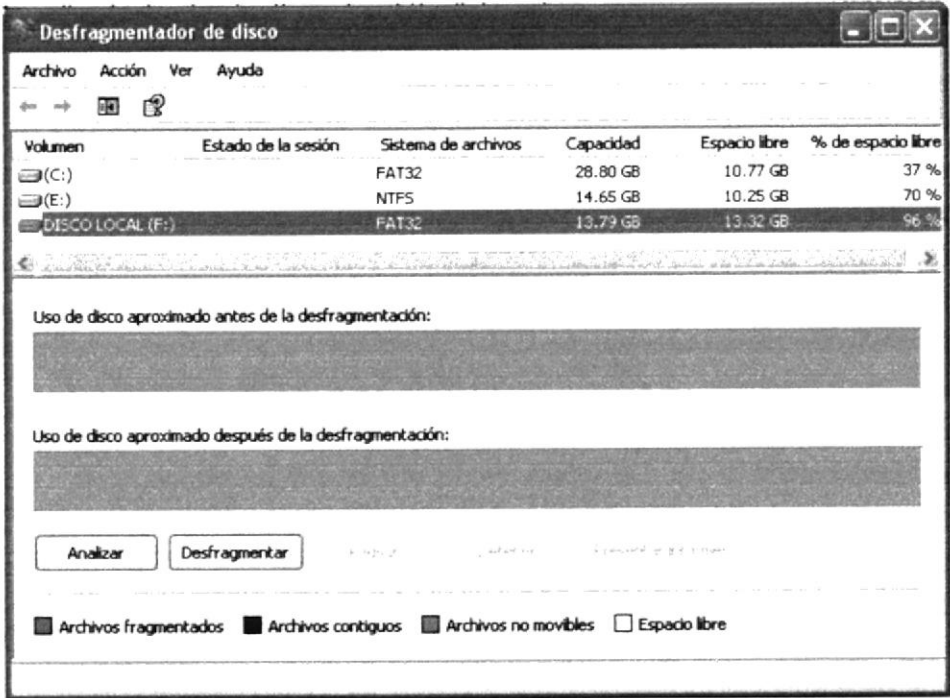 Desfragmentador de disco
Archivo Acción Ver Ayuda
Volumen Estado de la sesión Sistema de archivos Capacidad Espacio libre % de espacio libre
(C:) FAT32 28.80 GB 10.77 GB 37 %
(E:) NTFS 14.65 GB 10.25 GB 70 %
DISCO LOCAL (F:) FAT32 13.79 GB 13.32 GB 96 %
Uso de disco aproximado antes de la desfragmentación:
Uso de disco aproximado después de la desfragmentación:
Analizar Desfragmentar
Archivos fragmentados Archivos contiguos Archivos no movibles Espacio libre